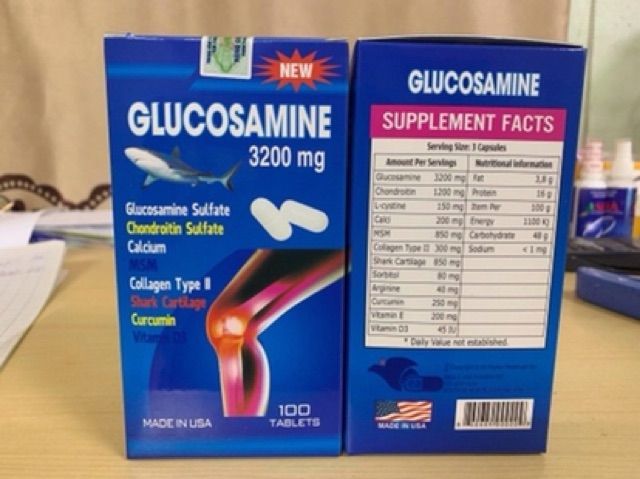 NEW
GLUCOSAMINE
3200 mg
Glucosamine Sulfate
Chondroitin Sulfate
Calcium
MSM
Collagen Type II
Shark Cartilage
Curcumin
Vitamin D3
MADE IN USA
100
TABLETS
GLUCOSAMINE
SUPPLEMENT FACTS
Serving Size: 3 Capsules
Amount Per Servings Nutritional information
Glucosamine 3200 mg Fat 3,8 g
Chondroitin 1200 mg Protein 16 g
L-cystine 150 mg Item Per 100 g
Calci 200 mg Energy 1100 kj
MSM 850 mg Carbohydrate 48 g
Collagen Type II 300 mg Sodium < 1 mg
Shark Cartilage 850 mg
Sorbitol 80 mg
Arginine 40 mg
Curcumin 250 mg
Vitamin E 200 mg
Vitamin D3 45 IU
* Daily Value not established.
MADE IN USA